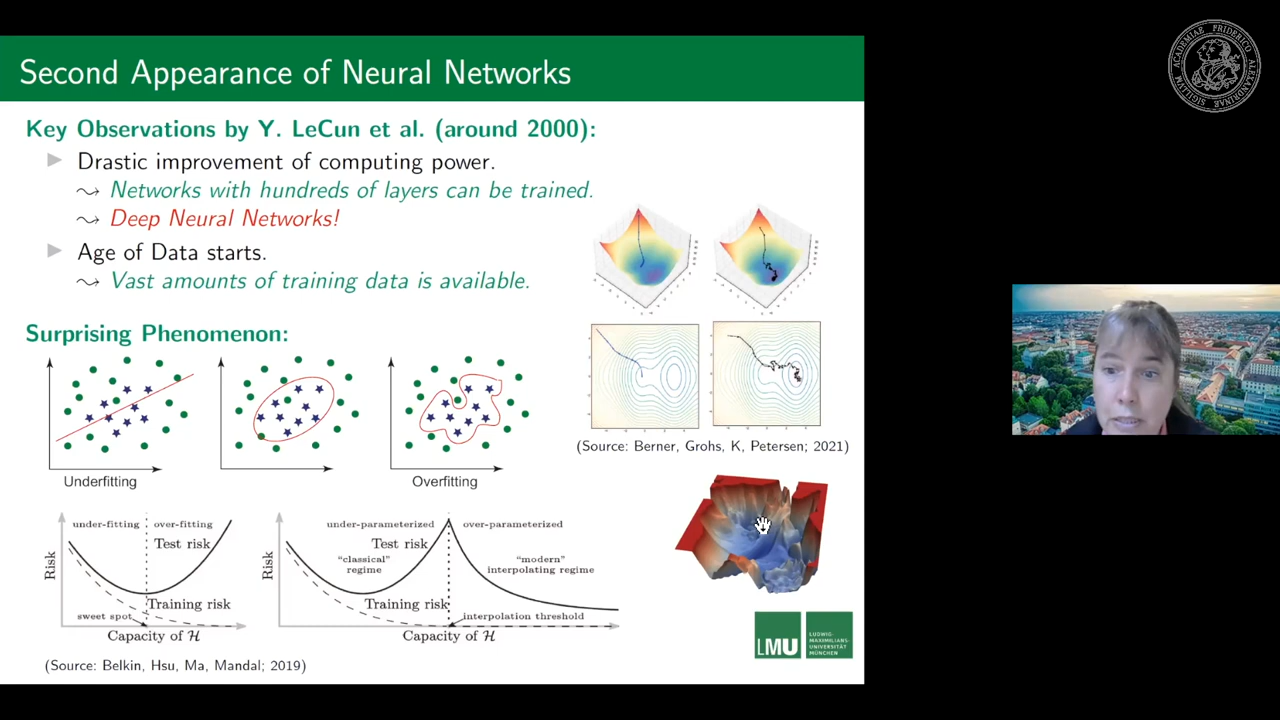 Second Appearance of Neural Networks
Key Observations by Y. LeCun et al. (around 2000):
Drastic improvement of computing power.
Networks with hundreds of layers can be trained.
Deep Neural Networks!
Age of Data starts.
Vast amounts of training data is available.
Surprising Phenomenon:
(Source: Berner, Grohs, K, Petersen; 2021)
Underfitting
Overfitting
under-fitting
over-fitting
Test risk
Risk
Training risk
sweet spot
Capacity of H
under-parameterized
over-parameterized
Test risk
"classical"
regime
"modern"
interpolating regime
Risk
Training risk
interpolation threshold
Capacity of H
(Source: Belkin, Hsu, Ma, Mandal; 2019)
LMU
LUDWIG-
MAXIMILIANS-
UNIVERSITÄT
MÜNCHEN
SIGILLVM ACADEMIAE FRIDERICO ALEXANDRINAE